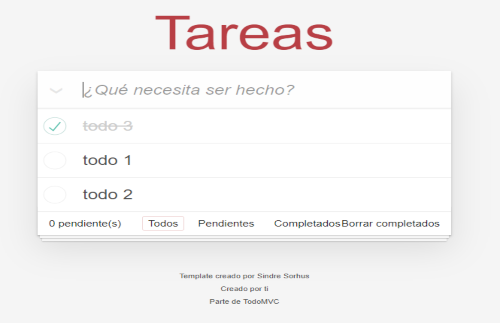 Tareas
¿Qué necesita ser hecho?
todo 3
todo 1
todo 2
0 pendiente(s) Todos Pendientes Completados Borrar completados
Template creado por Sindre Sorhus
Creado por ti
Parte de TodoMVC